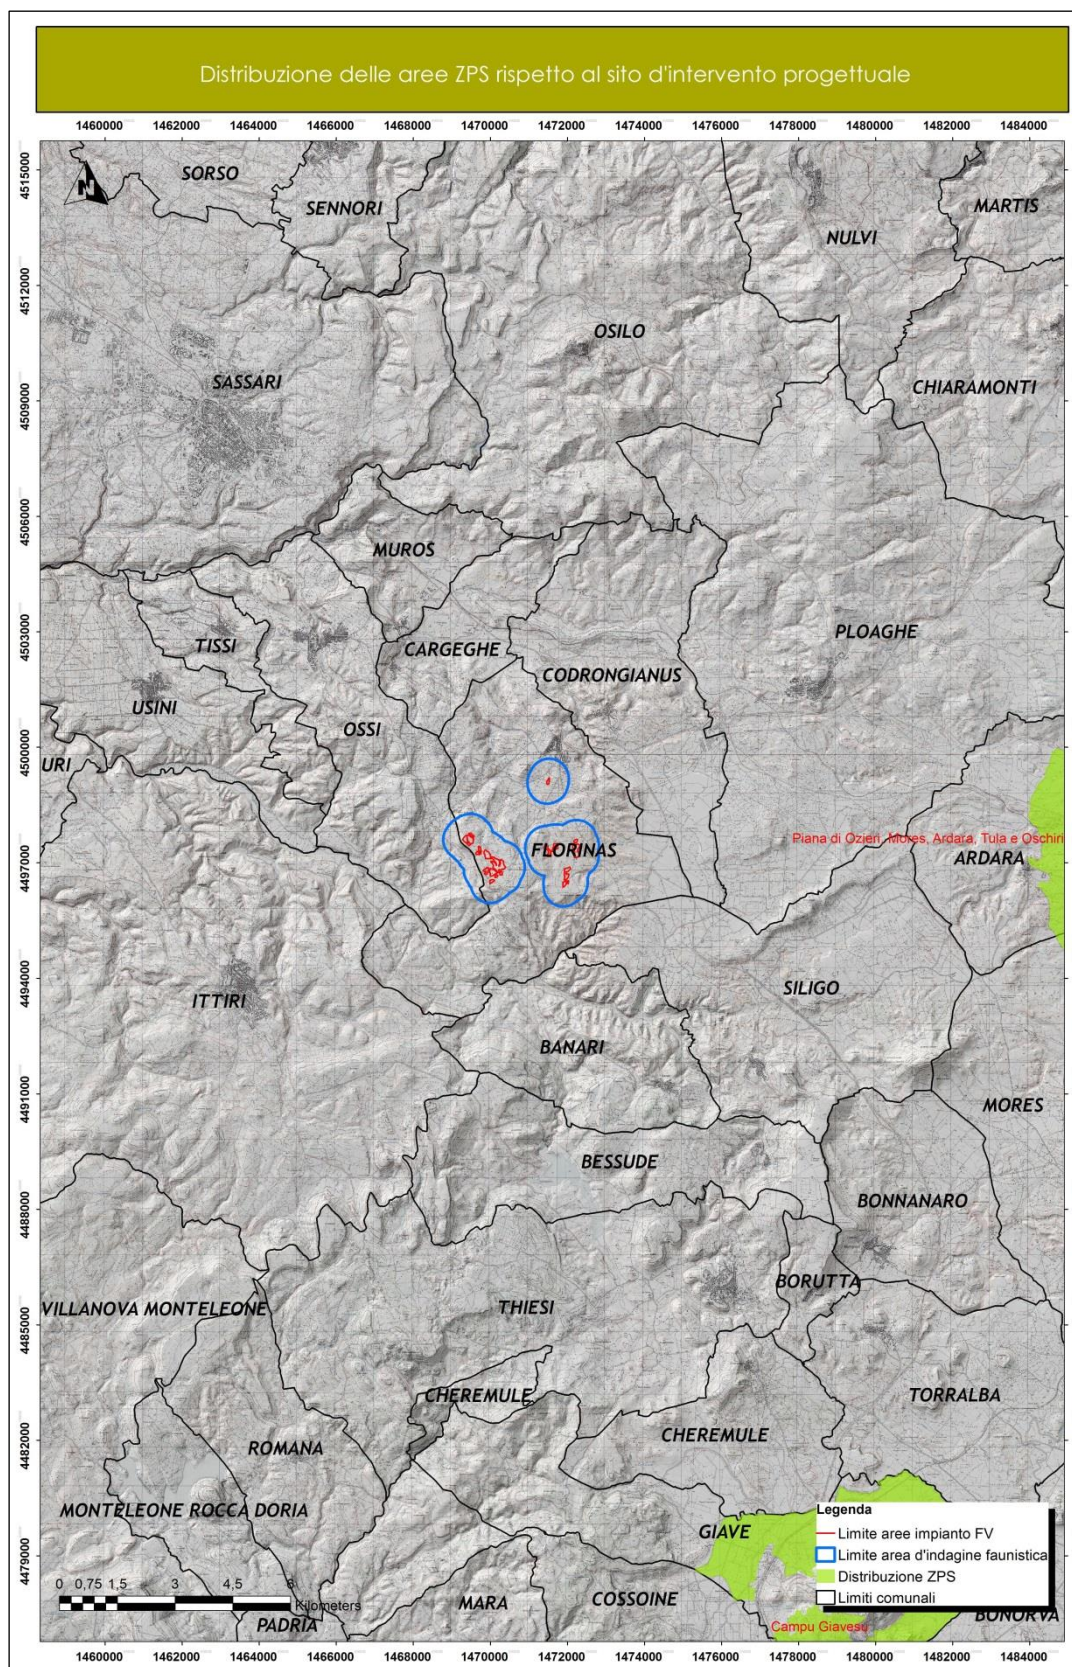 Distribuzione delle aree ZPS rispetto al sito d'intervento progettuale
1460000 1462000 1464000 1466000 1468000 1470000 1472000 1474000 1476000 1478000 1480000 1482000 1484000
4515000
4512000
4509000
4506000
4503000
4500000
4497000
4494000
4491000
4488000
4485000
4482000
4479000
N
SORSO
SENNORI
MARTIS
NULVI
OSILO
SASSARI
CHIARAMONTI
MUROS
TISSI
CARGEGHE
PLOAGHE
CODRONGIANUS
USINI
OSSI
URI
Piana di Ozieri, Mores, Ardara, Tula e Oschiri
FLORINAS
ARDARA
ITTIRI
SILIGO
BANARI
MORES
BESSUDE
BONNANARO
BORUTTA
VILLANOVA MONTELEONE
THIESI
CHEREMULE
TORRALBA
CHEREMULE
ROMANA
MONTELEONE ROCCA DORIA
GIAVE
MARA
COSSOINE
PADRIA
BONORVA
Campu Giavesu
Legenda
Limite aree impianto FV
Limite area d'indagine faunistica
Distribuzione ZPS
Limiti comunali
0 0,75 1,5 3 4,5 6
Kilometers
1460000 1462000 1464000 1466000 1468000 1470000 1472000 1474000 1476000 1478000 1480000 1482000 1484000